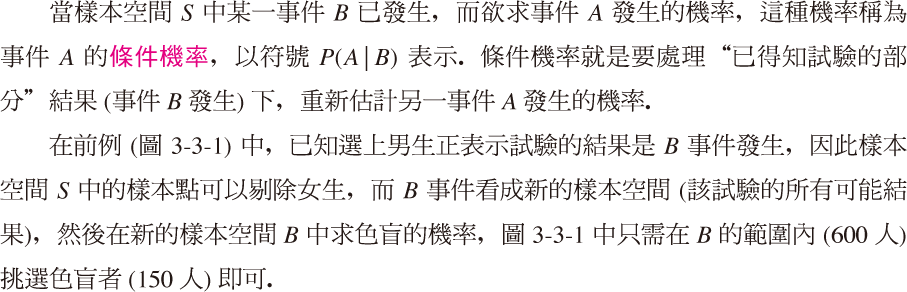 當樣本空間 S 中某一事件 B 已發生，而欲求事件 A 發生的機率，這種機率稱為
事件 A 的條件機率，以符號 P(A | B) 表示．條件機率就是要處理“已得知試驗的部
分”結果 (事件 B 發生) 下，重新估計另一事件 A 發生的機率．
在前例 (圖 3-3-1) 中，已知選上男生正表示試驗的結果是 B 事件發生，因此樣本
空間 S 中的樣本點可以剔除女生，而 B 事件看成新的樣本空間 (該試驗的所有可能結
果)，然後在新的樣本空間 B 中求色盲的機率，圖 3-3-1 中只需在 B 的範圍內 (600 人)
挑選色盲者 (150 人) 即可．